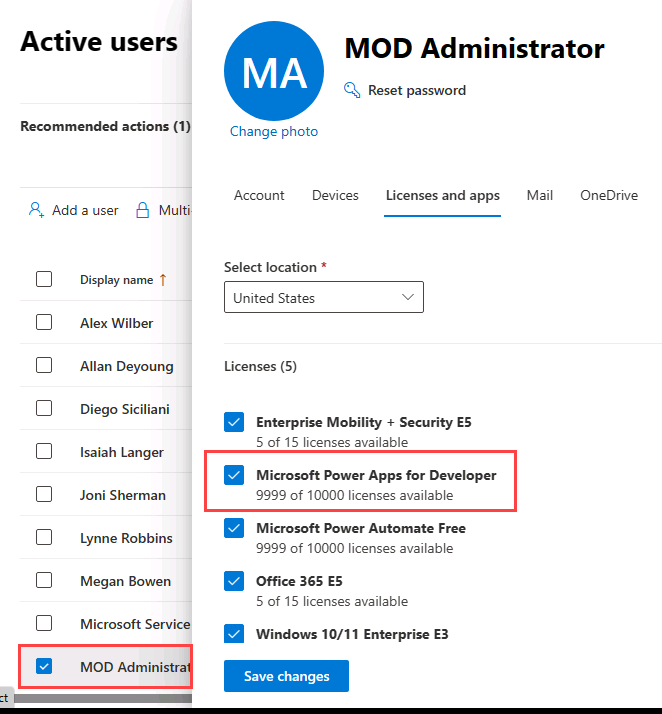 Active users
Recommended actions (1)
Add a user
Multi
Display name ↑
Alex Wilber
Allan Deyoung
Diego Siciliani
Isaiah Langer
Joni Sherman
Lynne Robbins
Megan Bowen
Microsoft Service
MOD Administrat
ct
MA
Change photo
MOD Administrator
Reset password
Account Devices Licenses and apps Mail OneDrive
Select location *
United States
Licenses (5)
Enterprise Mobility + Security E5
5 of 15 licenses available
Microsoft Power Apps for Developer
9999 of 10000 licenses available
Microsoft Power Automate Free
9999 of 10000 licenses available
Office 365 E5
5 of 15 licenses available
Windows 10/11 Enterprise E3
Save changes